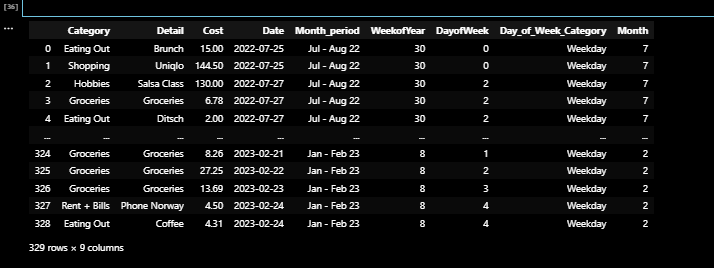 [36]
...
Category Detail Cost Date Month_period WeekofYear DayofWeek Day_of_Week_Category Month
0 Eating Out Brunch 15.00 2022-07-25 Jul - Aug 22 30 0 Weekday 7
1 Shopping Uniqlo 144.50 2022-07-25 Jul - Aug 22 30 0 Weekday 7
2 Hobbies Salsa Class 130.00 2022-07-27 Jul - Aug 22 30 2 Weekday 7
3 Groceries Groceries 6.78 2022-07-27 Jul - Aug 22 30 2 Weekday 7
4 Eating Out Ditsch 2.00 2022-07-27 Jul - Aug 22 30 2 Weekday 7
... ... ... ... ... ... ... ... ... ...
324 Groceries Groceries 8.26 2023-02-21 Jan - Feb 23 8 1 Weekday 2
325 Groceries Groceries 27.25 2023-02-22 Jan - Feb 23 8 2 Weekday 2
326 Groceries Groceries 13.69 2023-02-23 Jan - Feb 23 8 3 Weekday 2
327 Rent + Bills Phone Norway 4.50 2023-02-24 Jan - Feb 23 8 4 Weekday 2
328 Eating Out Coffee 4.31 2023-02-24 Jan - Feb 23 8 4 Weekday 2
329 rows × 9 columns